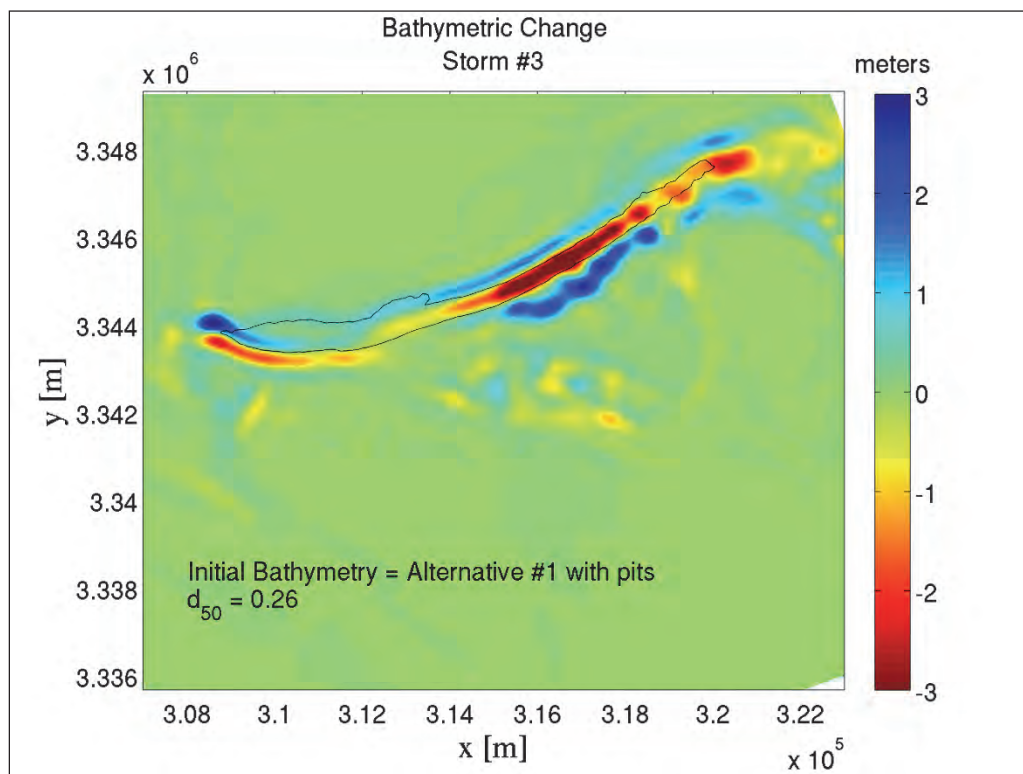 Bathymetric Change
Storm #3
x 10^6
meters
3.348
3.346
3.344
3.342
3.34
3.338
3.336
y [m]
Initial Bathymetry = Alternative #1 with pits
d_50 = 0.26
3.08
3.1
3.12
3.14
3.16
3.18
3.2
3.22
x [m]
x 10^5
3
2
1
0
-1
-2
-3